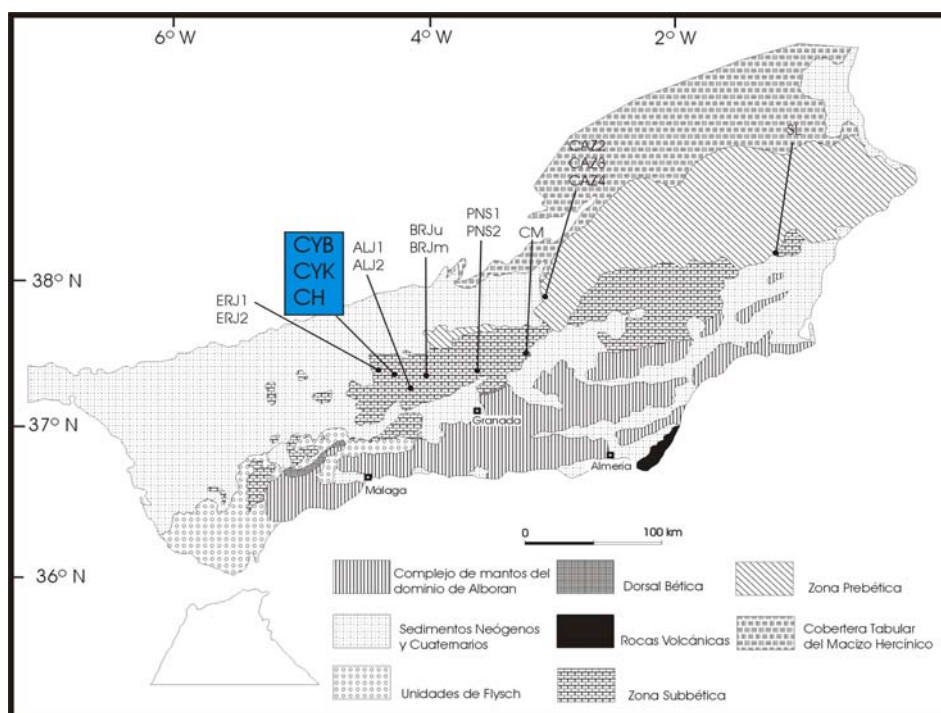 6° W
4° W
2° W
SL
CAZ2
CAZ3
CAZ4
PNS1
PNS2
CM
BRJu
BRJm
CYB
CYK
CH
ALJ1
ALJ2
ERJ1
ERJ2
38° N
37° N
36° N
Granada
Almeria
Málaga
0
100 km
Complejo de mantos del
dominio de Alboran
Dorsal Bética
Zona Prebética
Sedimentos Neógenos
y Cuaternarios
Rocas Volcánicas
Cobertera Tabular
del Macizo Hercínico
Unidades de Flysch
Zona Subbética